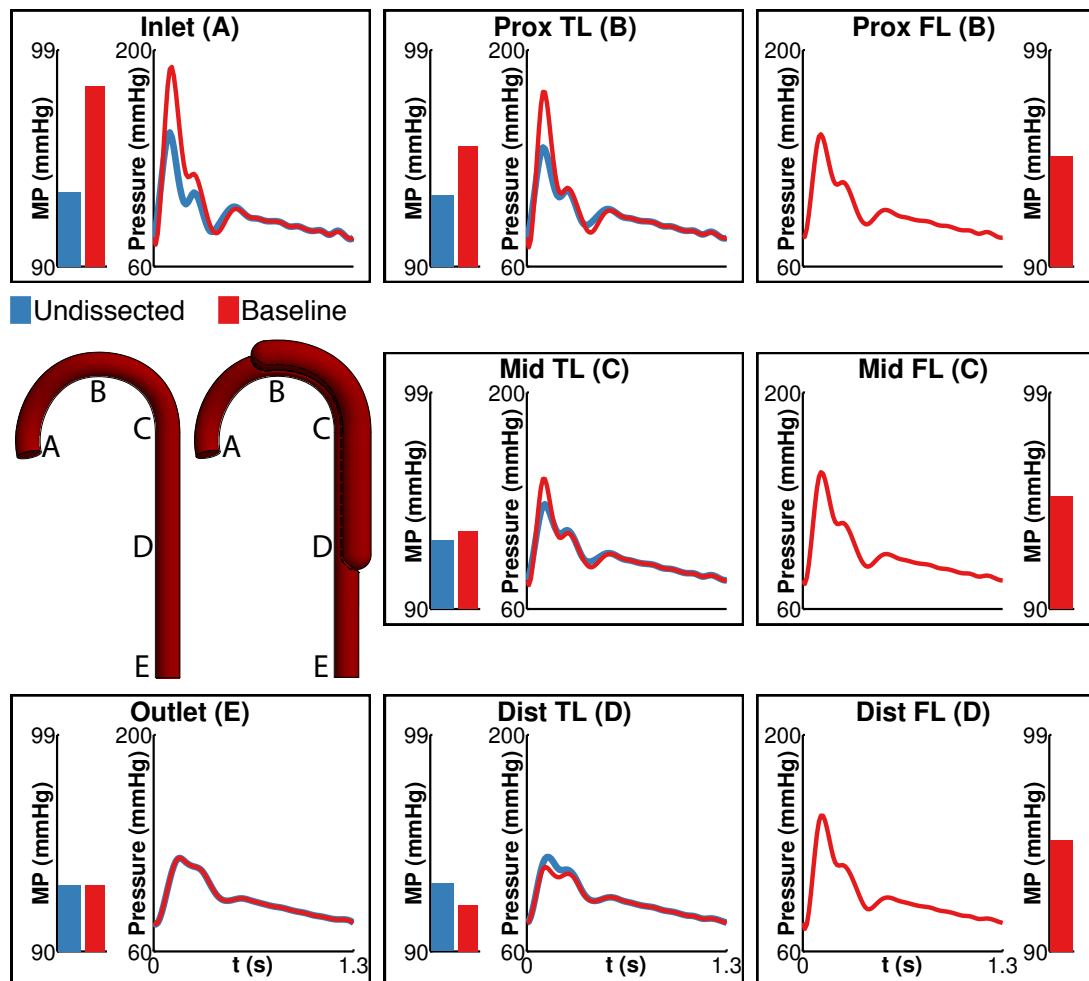 Inlet (A)
99
MP (mmHg)
90
200
Pressure (mmHg)
60
Prox TL (B)
99
MP (mmHg)
90
200
Pressure (mmHg)
60
Prox FL (B)
200
Pressure (mmHg)
60
99
MP (mmHg)
90
Undissected
Baseline
A
B
C
D
E
A
B
C
D
E
Mid TL (C)
99
MP (mmHg)
90
200
Pressure (mmHg)
60
Mid FL (C)
200
Pressure (mmHg)
60
99
MP (mmHg)
90
Outlet (E)
99
MP (mmHg)
90
200
Pressure (mmHg)
60
0
t (s)
1.3
Dist TL (D)
99
MP (mmHg)
90
200
Pressure (mmHg)
60
0
t (s)
1.3
Dist FL (D)
200
Pressure (mmHg)
60
0
t (s)
1.3
99
MP (mmHg)
90